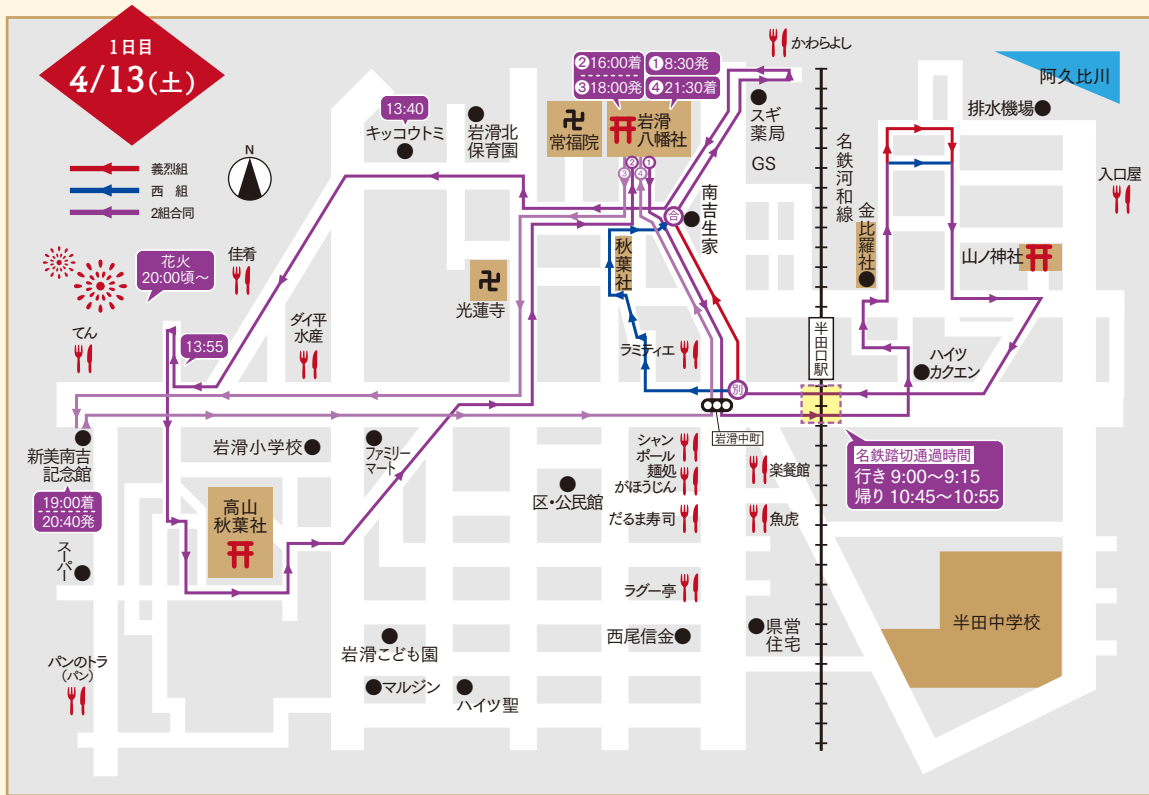 1日目
4/13(土)
義烈組
西 組
2組合同
N
花火
20:00頃〜
佳肴
てん
13:55
ダイ平
水産
13:40
キッコウトミ
岩滑北
保育園
常福院
岩滑
八幡社
②16:00着
③18:00発
①8:30発
④21:30着
②
①
③
④
かわらよし
スギ
薬局
GS
名鉄河和線
阿久比川
排水機場
入口屋
金比羅社
山ノ神社
合
南吉生家
秋葉社
光蓮寺
ラミティエ
半田口駅
ハイツ
カクエン
別
岩滑中町
新美南吉
記念館
19:00着
20:40発
岩滑小学校
ファミリー
マート
高山
秋葉社
スーパー
パンのトラ
(パン)
区・公民館
シャン
ボール
麺処
がほうじん
だるま寿司
楽餐館
魚虎
名鉄踏切通過時間
行き 9:00〜9:15
帰り 10:45〜10:55
ラグー亭
西尾信金
県営
住宅
半田中学校
岩滑こども園
マルジン
ハイツ聖